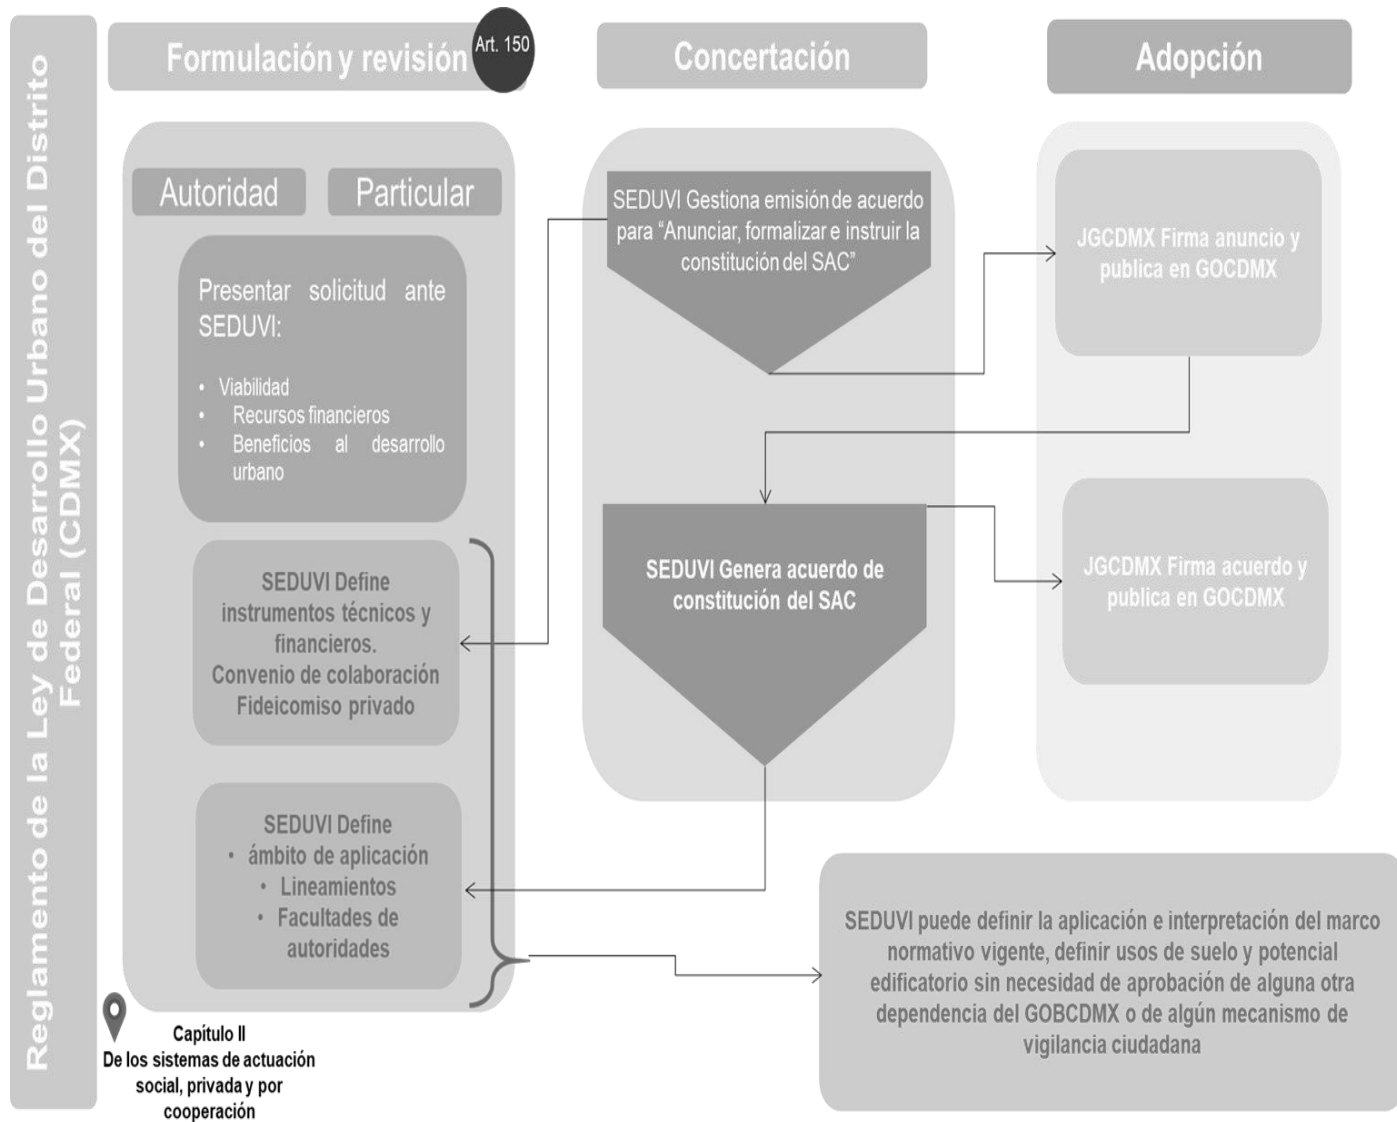 Reglamento de la Ley de Desarrollo Urbano del Distrito
Federal (CDMX)
Formulación y revisión
Art. 150
Autoridad
Particular
Presentar solicitud ante
SEDUVI:
• Viabilidad
• Recursos financieros
• Beneficios al desarrollo
urbano
SEDUVI Define
instrumentos técnicos y
financieros.
Convenio de colaboración
Fideicomiso privado
SEDUVI Define
• ámbito de aplicación
• Lineamientos
• Facultades de
autoridades
Capítulo II
De los sistemas de actuación
social, privada y por
cooperación
Concertación
SEDUVI Gestiona emisión de acuerdo
para “Anunciar, formalizar e instruir la
constitución del SAC”
SEDUVI Genera acuerdo de
constitución del SAC
Adopción
JGCDMX Firma anuncio y
publica en GOCDMX
JGCDMX Firma acuerdo y
publica en GOCDMX
SEDUVI puede definir la aplicación e interpretación del marco
normativo vigente, definir usos de suelo y potencial
edificatorio sin necesidad de aprobación de alguna otra
dependencia del GOBCDMX o de algún mecanismo de
vigilancia ciudadana